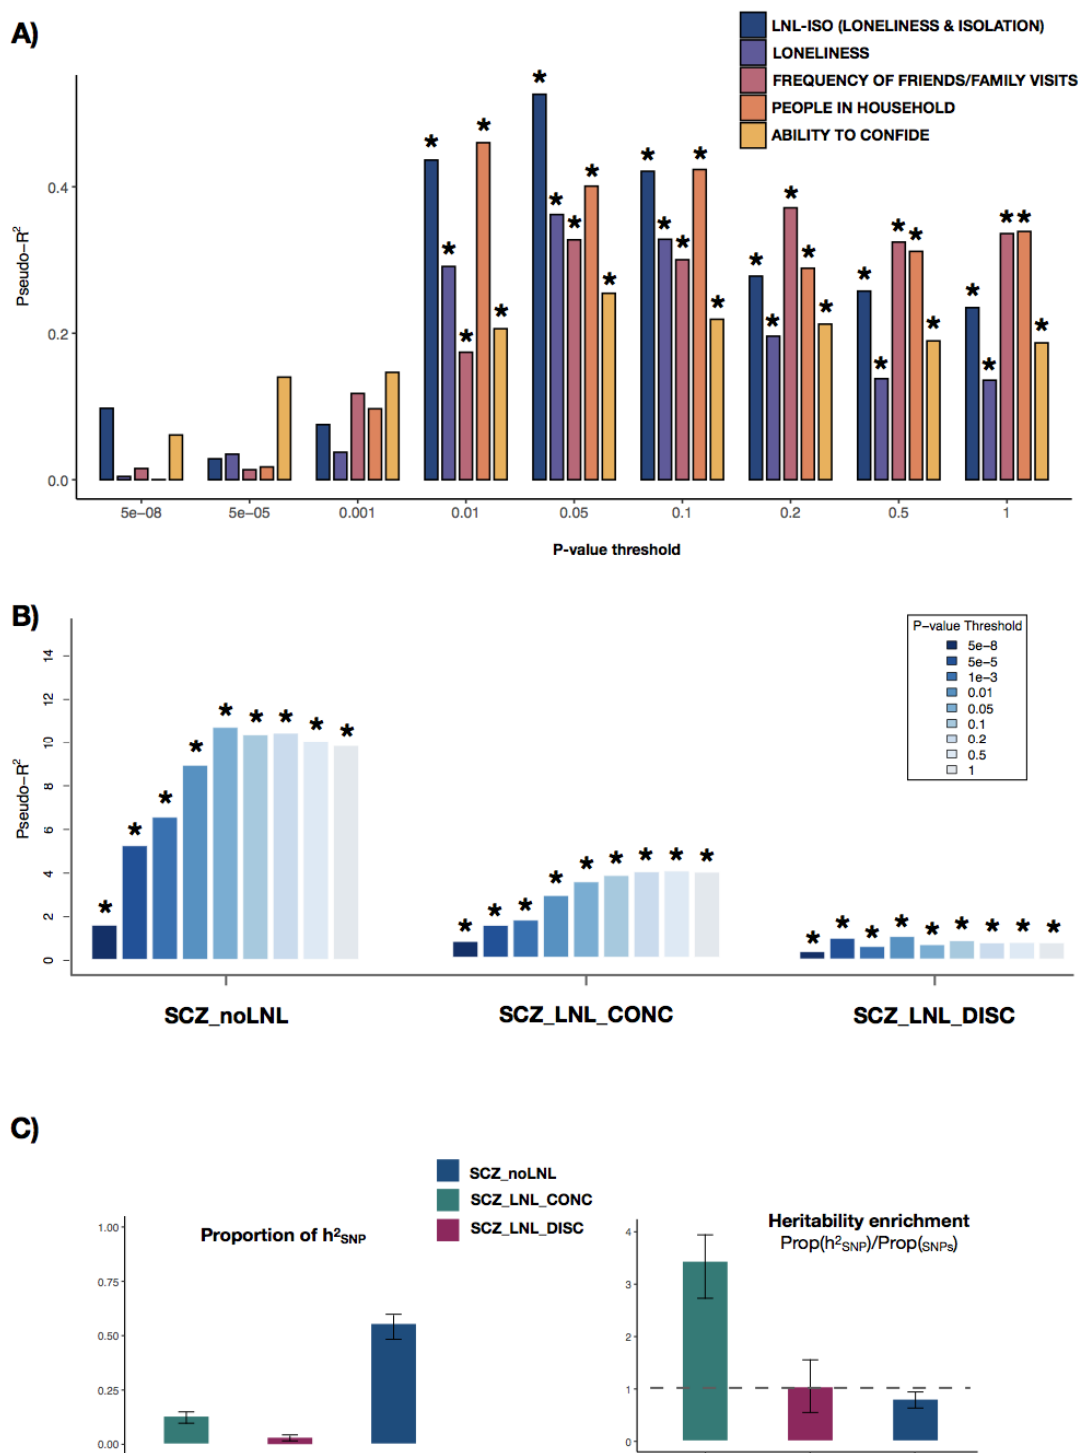 A)
LNL-ISO (LONELINESS & ISOLATION)
LONELINESS
FREQUENCY OF FRIENDS/FAMILY VISITS
PEOPLE IN HOUSEHOLD
ABILITY TO CONFIDE
Pseudo−R2
0.4
0.2
0.0
* * * * * * * * * * * * * * * * * * * * * * * * * * * * * *
5e−08 5e−05 0.001 0.01 0.05 0.1 0.2 0.5 1
P-value threshold
B)
P−value Threshold
5e−8
5e−5
1e−3
0.01
0.05
0.1
0.2
0.5
1
Pseudo−R2
14
12
10
8
6
4
2
0
* * * * * * * * * * * * * * * * * * * * * * * * * * *
SCZ_noLNL SCZ_LNL_CONC SCZ_LNL_DISC
C)
SCZ_noLNL
SCZ_LNL_CONC
SCZ_LNL_DISC
Proportion of h2SNP
1.00
0.75
0.50
0.25
0.00
Heritability enrichment
Prop(h2SNP)/Prop(SNPs)
4
3
2
1
0